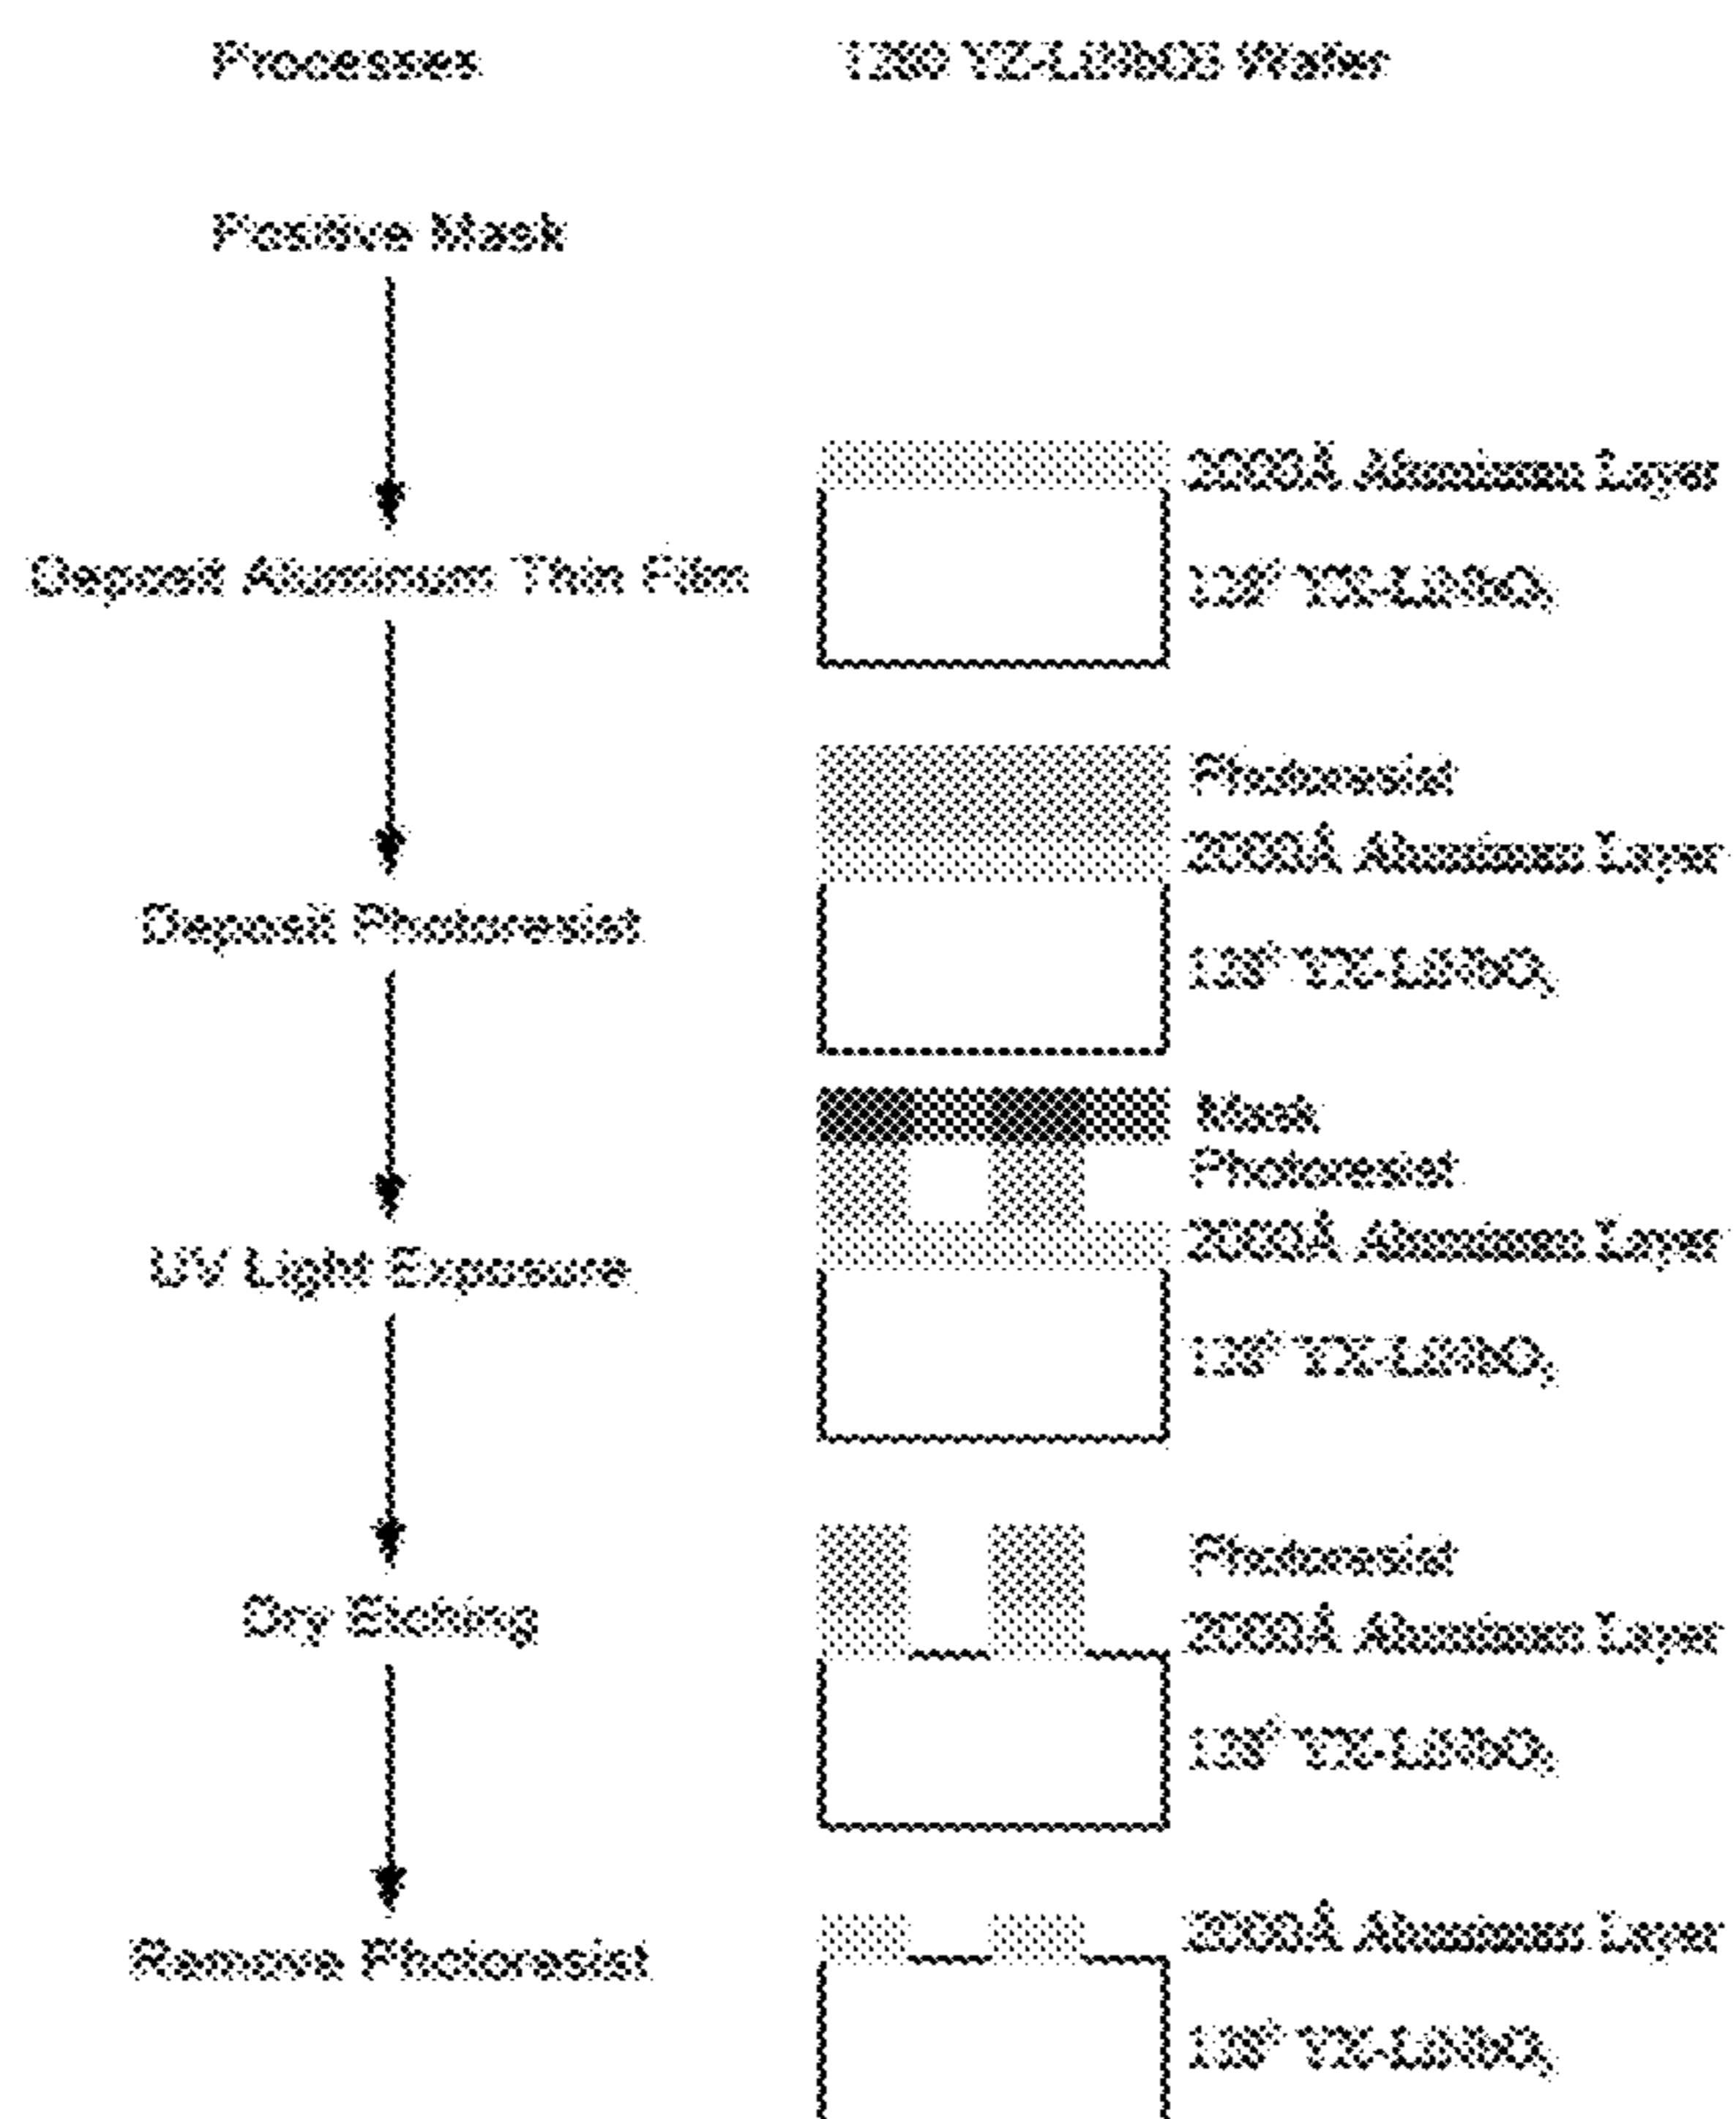 Processes
1280 YZ-LiNbO3 Wafer
Positive Mask
2000Å Aluminum Layer
Deposit Aluminum Thin Film
128° YX-LiNbO3
Photoresist
2000Å Aluminum Layer
Deposit Photoresist
128° YX-LiNbO3
Mask
Photoresist
2000Å Aluminum Layer
UV Light Exposure
128° YX-LiNbO3
Photoresist
Dry Etching
2000Å Aluminum Layer
128° YX-LiNbO3
2000Å Aluminum Layer
Remove Photoresist
128° YX-LiNbO3